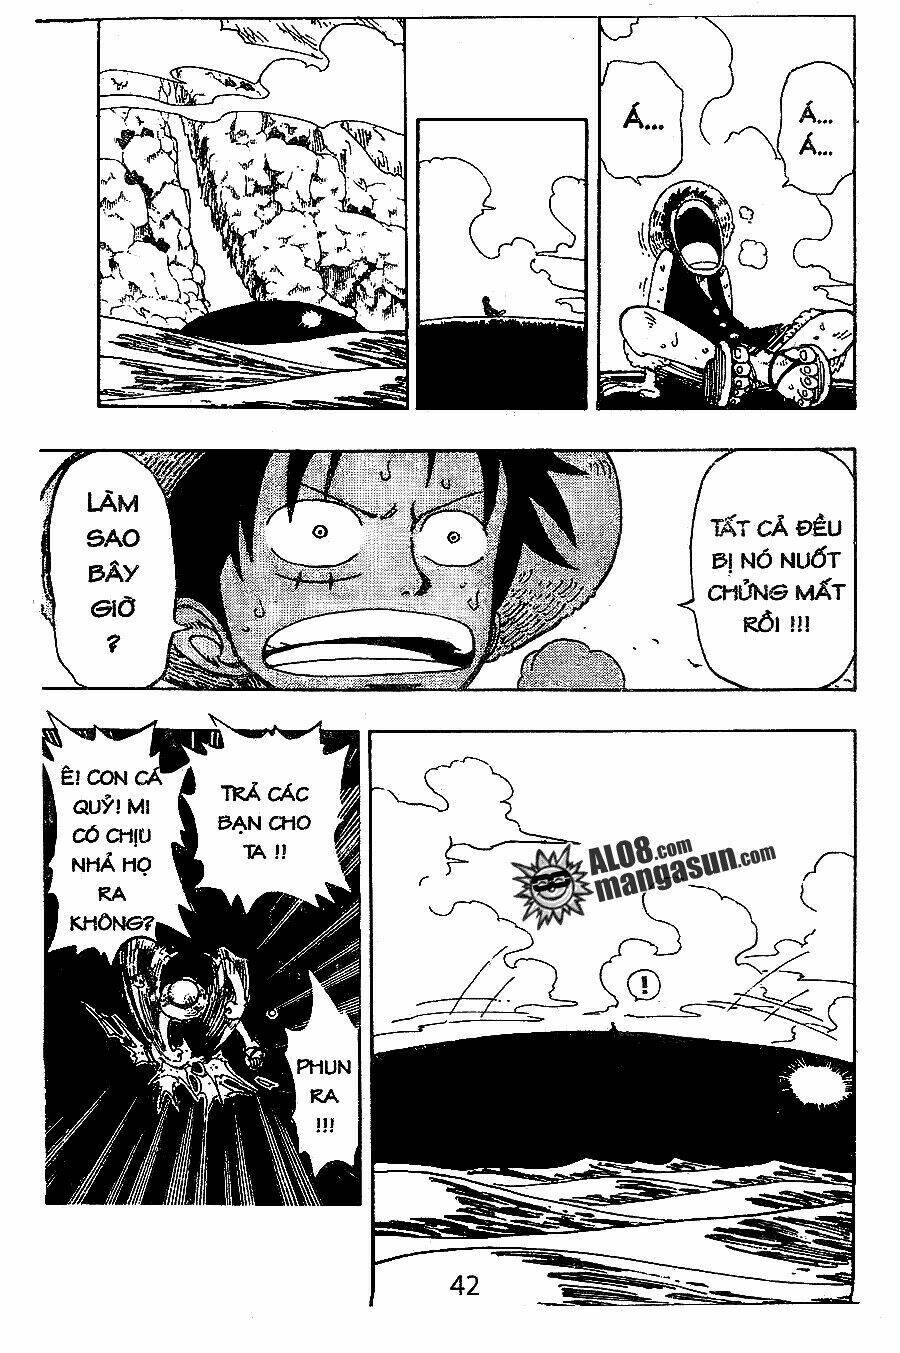 Á...
Á...
Á...
TẤT CẢ ĐỀU
BỊ NÓ NUỐT
CHỬNG MẤT
RỒI !!!
LÀM
SAO
BÂY
GIỜ
?
!
TRẢ CÁC
BẠN CHO
TA !!
Ê! CON CÁ
QUỶ! MI
CÓ CHỊU
NHẢ HỌ
RA
KHÔNG?
PHUN
RA
!!!
ALO8.com
mangasun.com
42